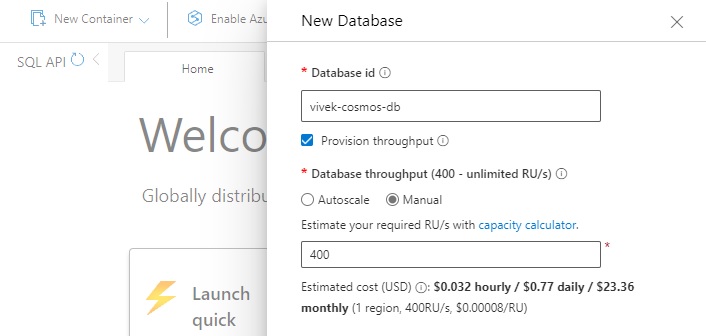 New Container
Enable Azu
New Database
SQL API
Home
* Database id
vivek-cosmos-db
Provision throughput
* Database throughput (400 - unlimited RU/s)
Autoscale Manual
Estimate your required RU/s with capacity calculator.
400 *
Estimated cost (USD) : $0.032 hourly / $0.77 daily / $23.36
monthly (1 region, 400RU/s, $0.00008/RU)
Welco
Globally distribu
Launch
quick